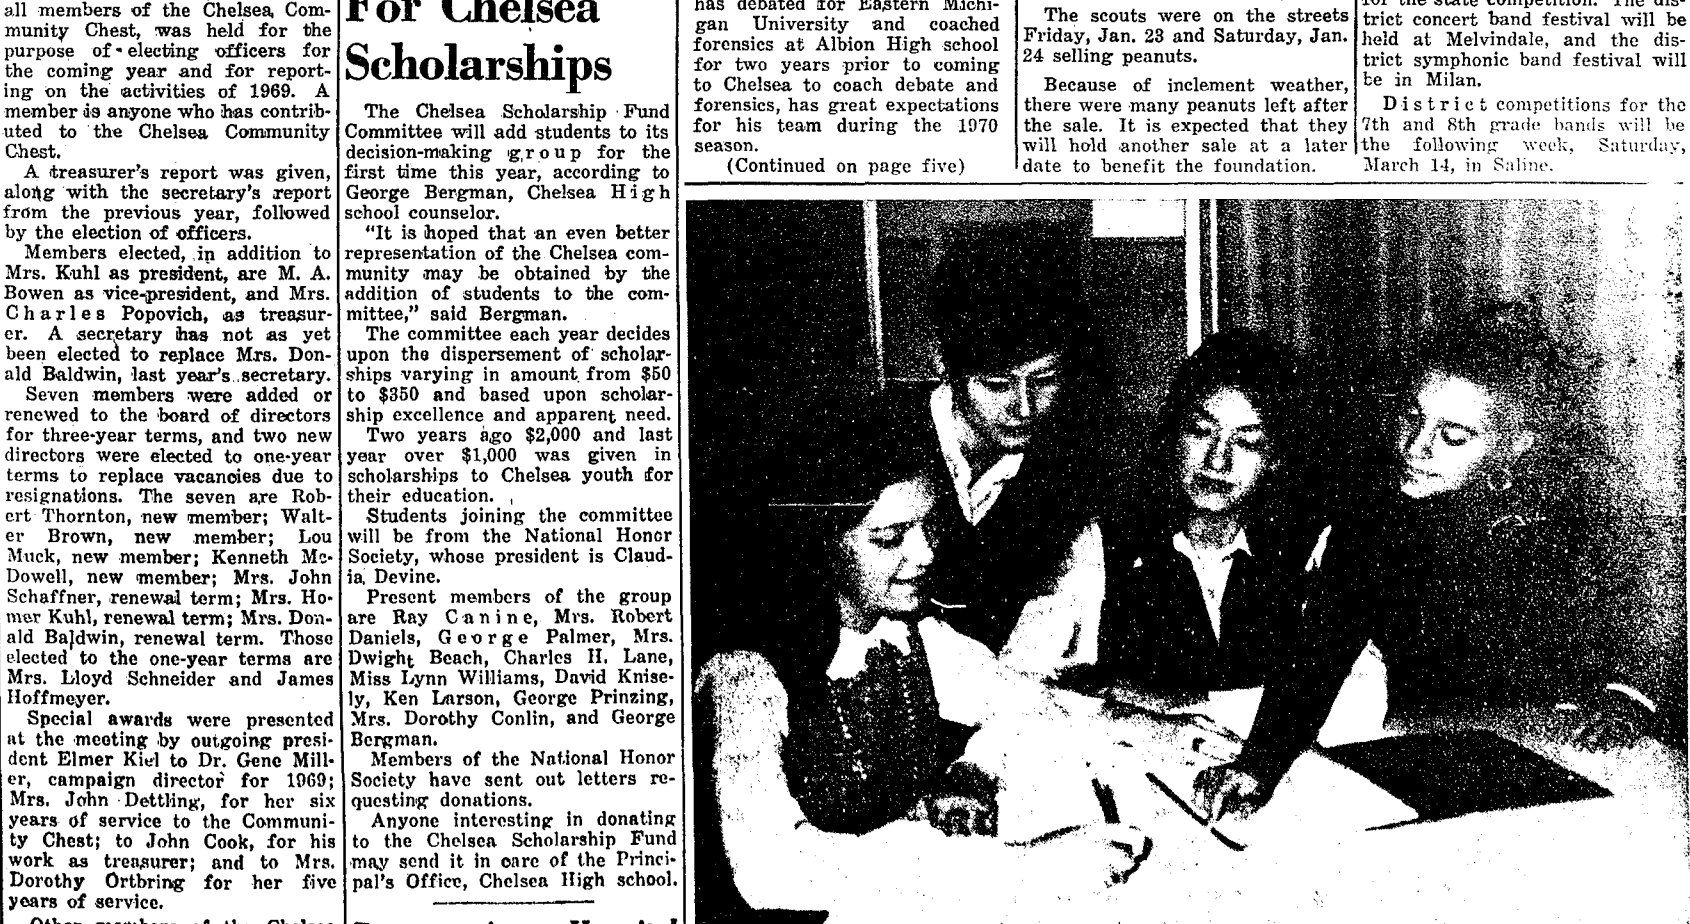 all members of the Chelsea Com-
munity Chest, was held for the
purpose of electing officers for
the coming year and for report-
ing on the activities of 1969. A
member is anyone who has contrib-
uted to the Chelsea Community
Chest.
A treasurer's report was given,
along with the secretary's report
from the previous year, followed
by the election of officers.
Members elected, in addition to
Mrs. Kuhl as president, are M. A.
Bowen as vice-president, and Mrs.
Charles Popovich, as treasur-
er. A secretary has not as yet
been elected to replace Mrs. Don-
ald Baldwin, last year's secretary.
Seven members were added or
renewed to the board of directors
for three-year terms, and two new
directors were elected to one-year
terms to replace vacancies due to
resignations. The seven are Rob-
ert Thornton, new member; Walt-
er Brown, new member; Lou
Muck, new member; Kenneth Mc-
Dowell, new member; Mrs. John
Schaffner, renewal term; Mrs. Ho-
mer Kuhl, renewal term; Mrs. Don-
ald Baldwin, renewal term. Those
elected to the one-year terms are
Mrs. Lloyd Schneider and James
Hoffmeyer.
Special awards were presented
at the meeting by outgoing presi-
dent Elmer Kiel to Dr. Gene Mill-
er, campaign director for 1969;
Mrs. John Dettling, for her six
years of service to the Communi-
ty Chest; to John Cook, for his
work as treasurer; and to Mrs.
Dorothy Ortbring for her five
years of service.
For Chelsea
Scholarships
The Chelsea Scholarship Fund
Committee will add students to its
decision-making group for the
first time this year, according to
George Bergman, Chelsea High
school counselor.
"It is hoped that an even better
representation of the Chelsea com-
munity may be obtained by the
addition of students to the com-
mittee," said Bergman.
The committee each year decides
upon the dispersement of scholar-
ships varying in amount from $50
to $350 and based upon scholar-
ship excellence and apparent need.
Two years ago $2,000 and last
year over $1,000 was given in
scholarships to Chelsea youth for
their education.
Students joining the committee
will be from the National Honor
Society, whose president is Claud-
ia Devine.
Present members of the group
are Ray Canine, Mrs. Robert
Daniels, George Palmer, Mrs.
Dwight Beach, Charles H. Lane,
Miss Lynn Williams, David Knise-
ly, Ken Larson, George Prinzing,
Mrs. Dorothy Conlin, and George
Bergman.
Members of the National Honor
Society have sent out letters re-
questing donations.
Anyone interesting in donating
to the Chelsea Scholarship Fund
may send it in care of the Princi-
pal's Office, Chelsea High school.
has debated for Eastern Michi-
gan University and coached
forensics at Albion High school
for two years prior to coming
to Chelsea to coach debate and
forensics, has great expectations
for his team during the 1970
season.
(Continued on page five)
The scouts were on the streets
Friday, Jan. 23 and Saturday, Jan.
24 selling peanuts.
Because of inclement weather,
there were many peanuts left after
the sale. It is expected that they
will hold another sale at a later
date to benefit the foundation.
for the state competition. The dis-
trict concert band festival will be
held at Melvindale, and the dis-
trict symphonic band festival will
be in Milan.
District competitions for the
7th and 8th grade bands will be
the following week, Saturday,
March 14, in Saline.